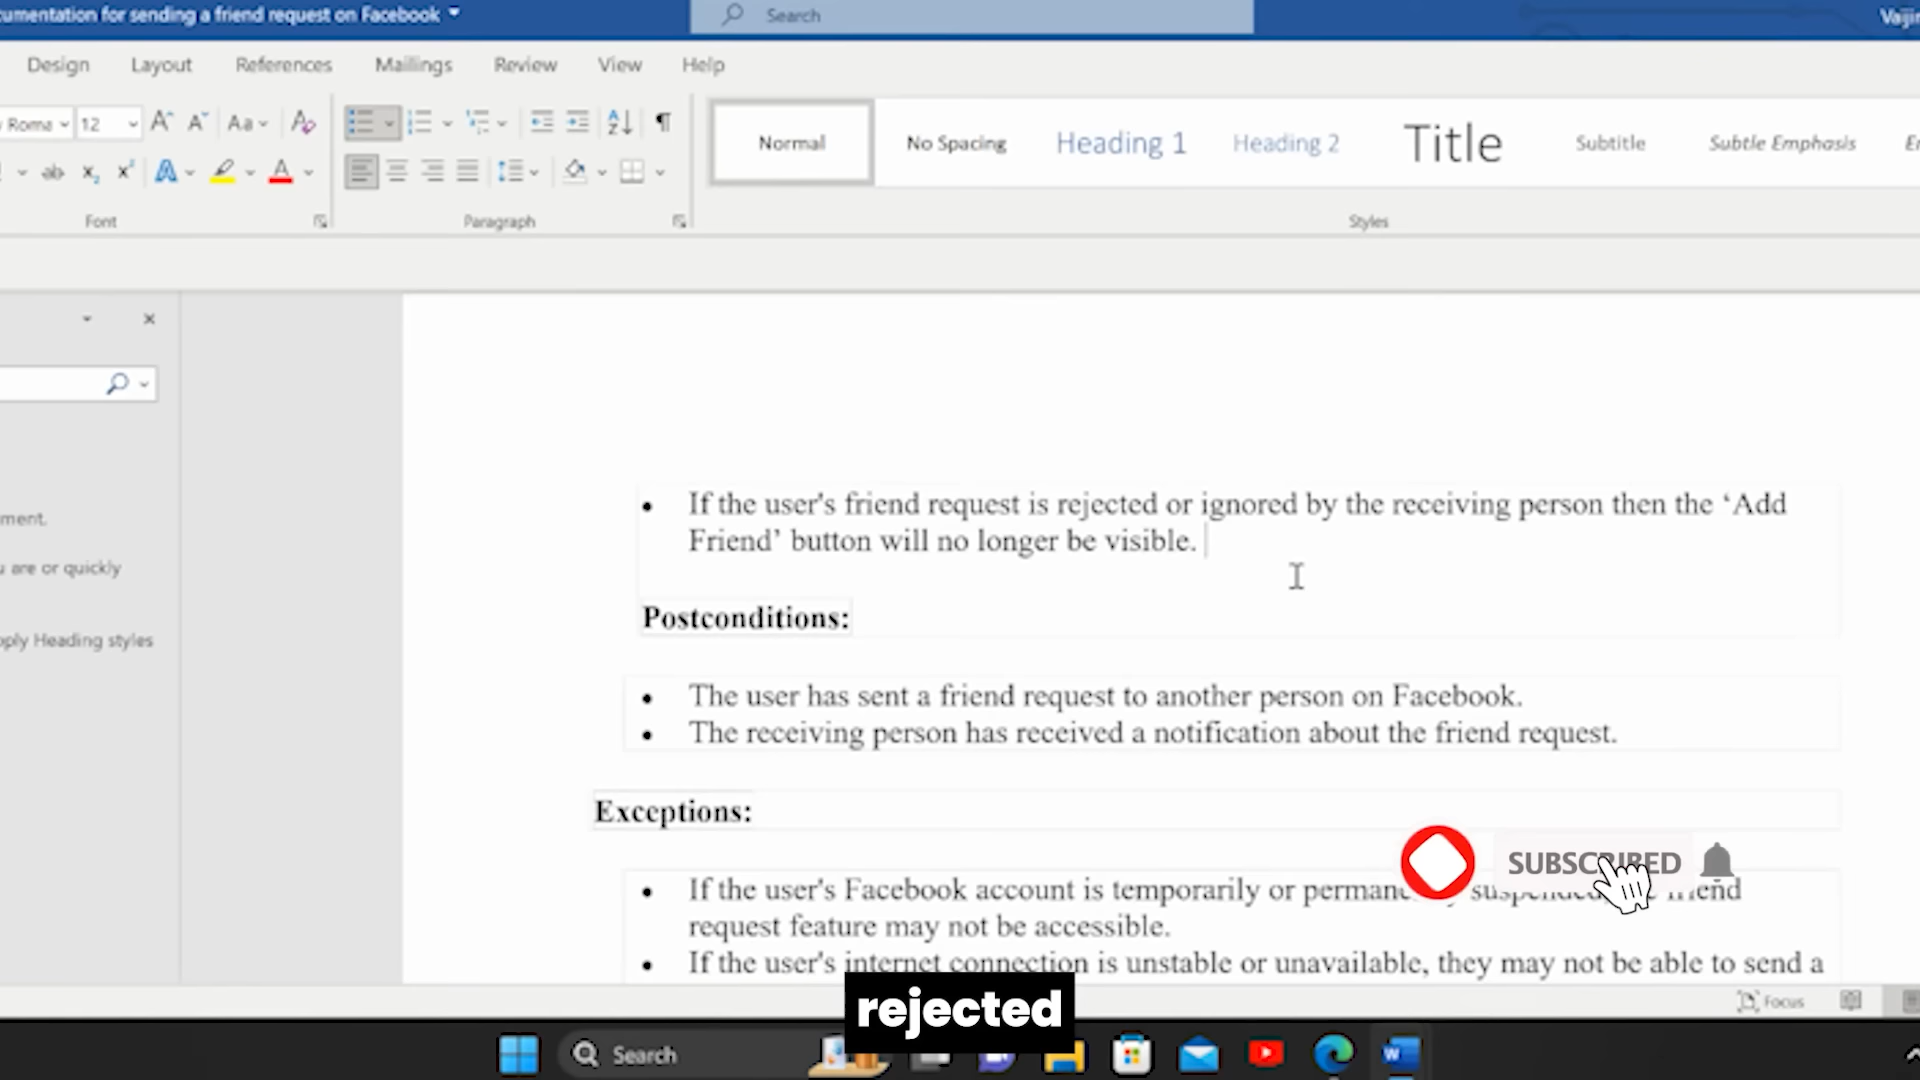 umentation for sending a friend request on Facebook
Search
Design Layout References Mailings Review View Help
Roma 12 Aa
Normal No Spacing Heading 1 Heading 2 Title Subtitle Subtle Emphasis
Font Paragraph Styles
ment.
u are or quickly
pply Heading styles
• If the user's friend request is rejected or ignored by the receiving person then the ‘Add
Friend’ button will no longer be visible.
Postconditions:
• The user has sent a friend request to another person on Facebook.
• The receiving person has received a notification about the friend request.
Exceptions:
SUBSCRIBED
• If the user's Facebook account is temporarily or permane suspended friend
request feature may not be accessible.
• If the user's internet connection is unstable or unavailable, they may not be able to send a
Focus
rejected
Search